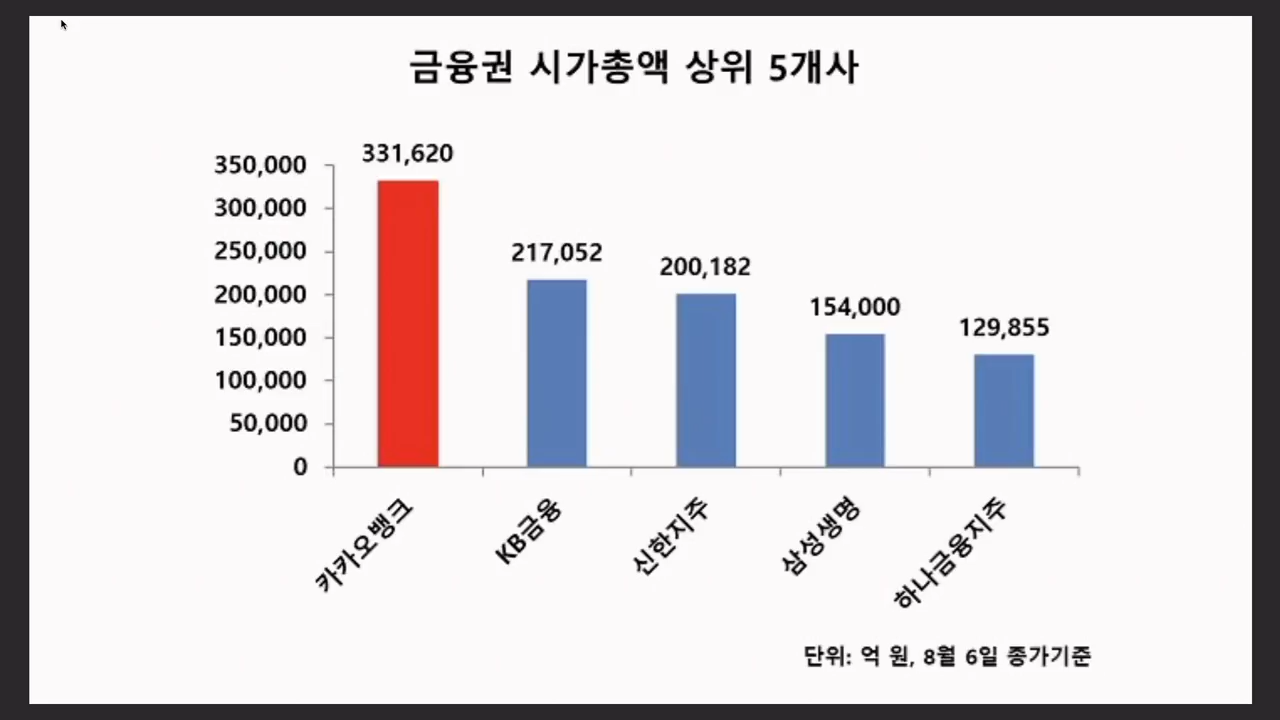 금융권 시가총액 상위 5개사
350,000
300,000
250,000
200,000
150,000
100,000
50,000
0
331,620
217,052
200,182
154,000
129,855
카카오뱅크
KB금융
신한지주
삼성생명
하나금융지주
단위: 억 원, 8월 6일 종가기준